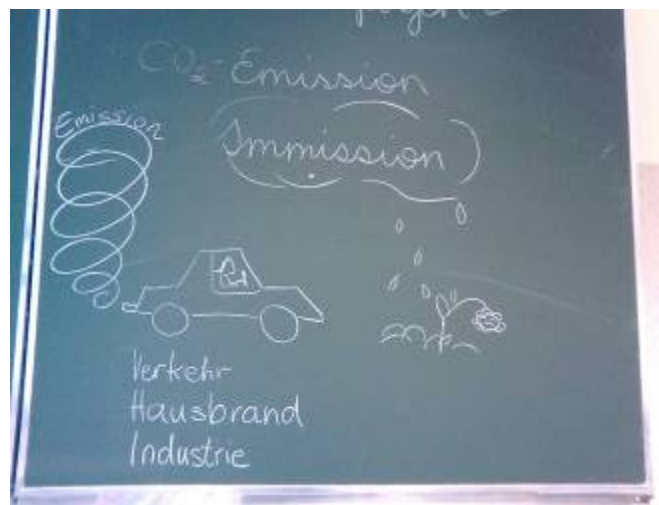 CO₂-Emission
Emission
Immission
Verkehr
Hausbrand
Industrie